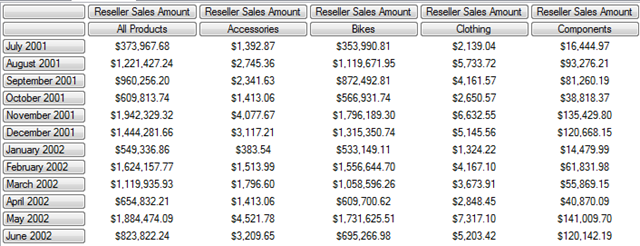 Reseller Sales Amount Reseller Sales Amount Reseller Sales Amount Reseller Sales Amount Reseller Sales Amount
All Products Accessories Bikes Clothing Components
July 2001 $373,967.68 $1,392.87 $353,990.81 $2,139.04 $16,444.97
August 2001 $1,221,427.24 $2,745.36 $1,119,671.95 $5,733.72 $93,276.21
September 2001 $960,256.20 $2,341.63 $872,492.81 $4,161.57 $81,260.19
October 2001 $609,813.74 $1,413.06 $566,931.74 $2,650.57 $38,818.37
November 2001 $1,942,329.32 $4,077.67 $1,796,189.30 $6,632.55 $135,429.80
December 2001 $1,444,281.66 $3,117.21 $1,315,350.74 $5,145.56 $120,668.15
January 2002 $549,336.86 $383.54 $533,149.11 $1,324.22 $14,479.99
February 2002 $1,624,157.77 $1,513.99 $1,556,644.70 $4,167.10 $61,831.98
March 2002 $1,119,935.93 $1,796.60 $1,058,596.26 $3,673.91 $55,869.15
April 2002 $654,832.21 $1,413.06 $609,700.62 $2,848.45 $40,870.09
May 2002 $1,884,474.09 $4,521.78 $1,731,625.51 $7,317.10 $141,009.70
June 2002 $823,822.24 $3,209.65 $695,266.98 $5,203.42 $120,142.19